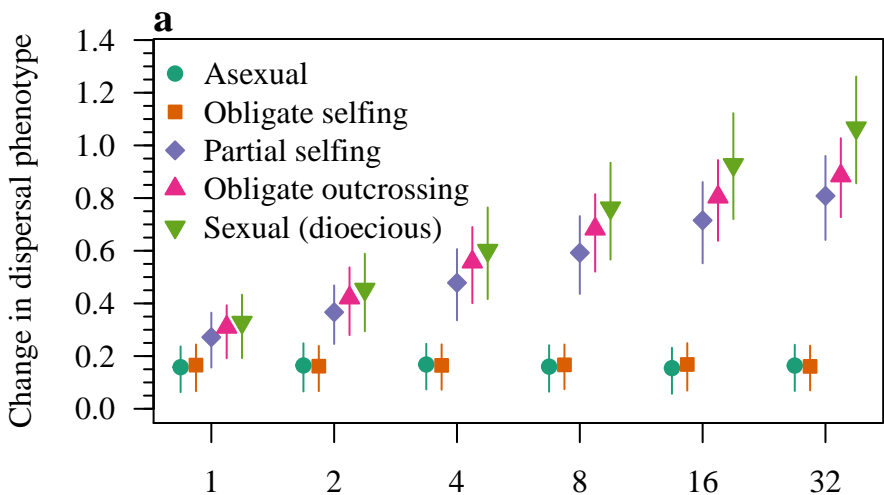 a
Change in dispersal phenotype
1.4
1.2
1.0
0.8
0.6
0.4
0.2
0.0
Asexual
Obligate selfing
Partial selfing
Obligate outcrossing
Sexual (dioecious)
1 2 4 8 16 32